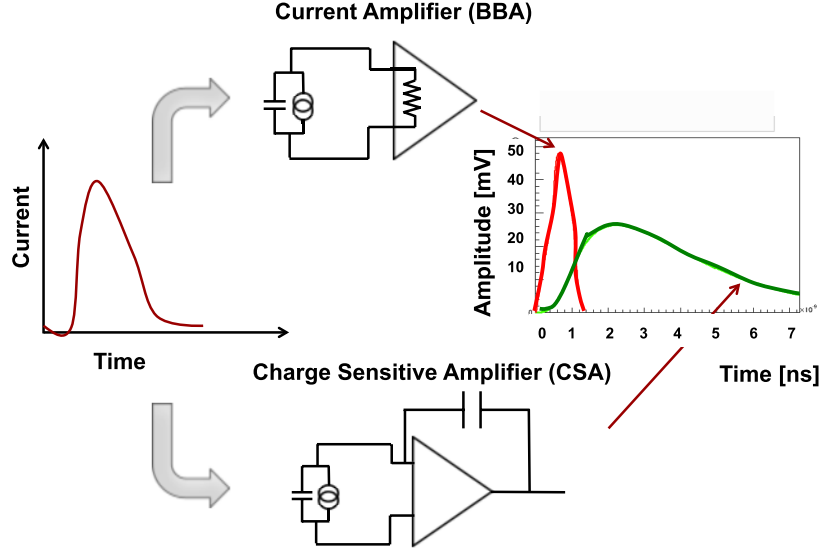 Current Amplifier (BBA)
Current
Time
Amplitude [mV]
50
40
30
20
10
0
0 1 2 3 4 5 6 7
Time [ns]
Charge Sensitive Amplifier (CSA)